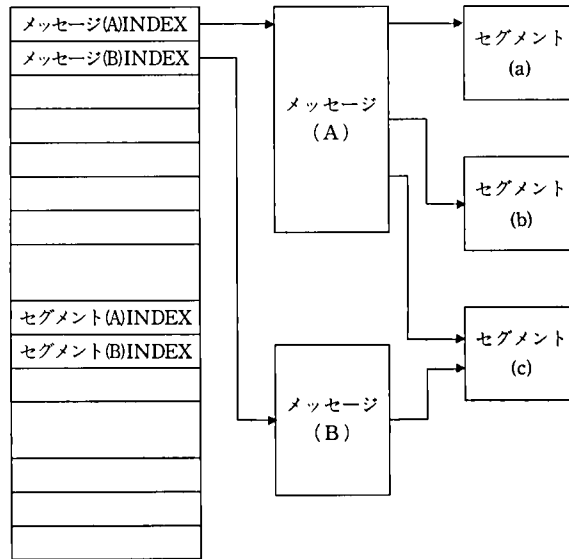 メッセージ(A)INDEX
メッセージ(B)INDEX
セグメント(A)INDEX
セグメント(B)INDEX
メッセージ
(A)
メッセージ
(B)
セグメント
(a)
セグメント
(b)
セグメント
(c)